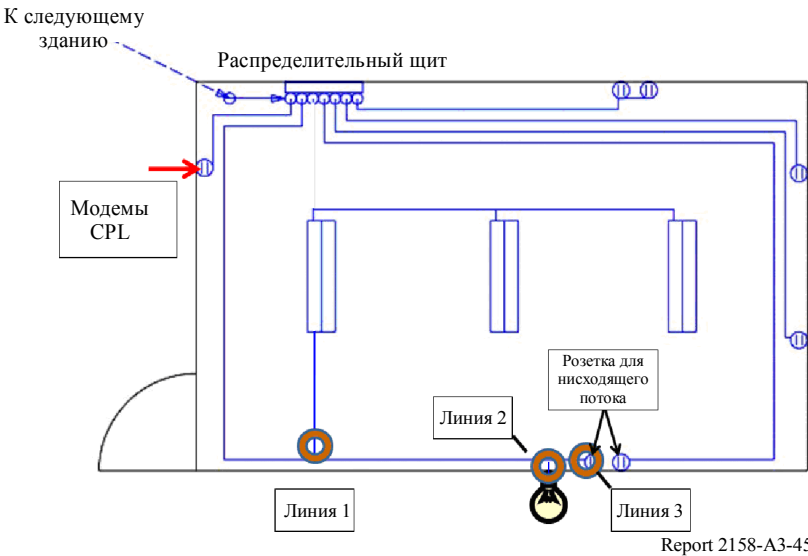 К следующему
зданию
Распределительный щит
Модемы
CPL
Розетка для
нисходящего
потока
Линия 2
Линия 1
Линия 3
Report 2158-A3-45